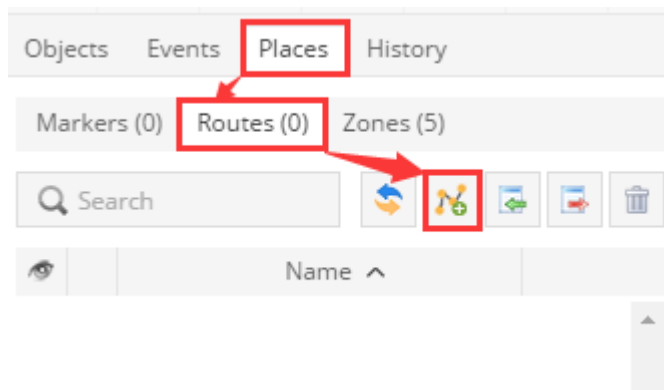 Objects Events Places History
Markers (0) Routes (0) Zones (5)
Search
Name